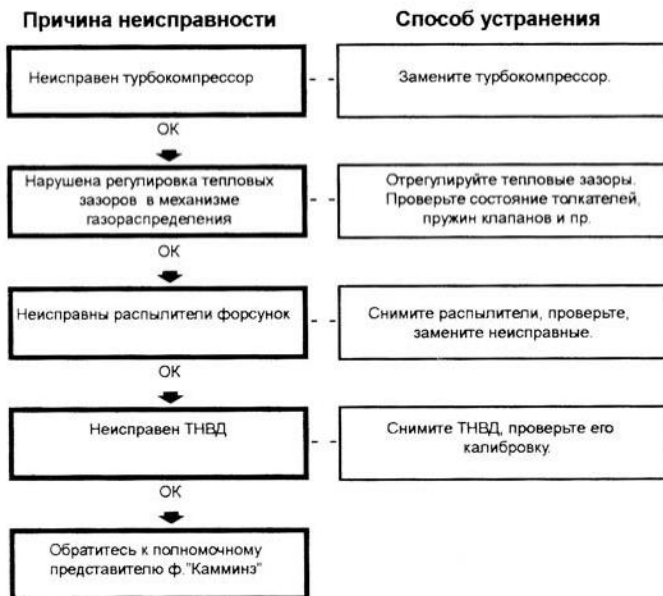 Причина неисправности
Способ устранения
Неисправен турбокомпрессор
Замените турбокомпрессор.
ОК
Нарушена регулировка тепловых
зазоров в механизме
газораспределения
Отрегулируйте тепловые зазоры.
Проверьте состояние толкателей,
пружин клапанов и пр.
ОК
Неисправны распылители форсунок
Снимите распылители, проверьте,
замените неисправные.
ОК
Неисправен ТНВД
Снимите ТНВД, проверьте его
калибровку.
ОК
Обратитесь к полномочному
представителю ф."Камминз"